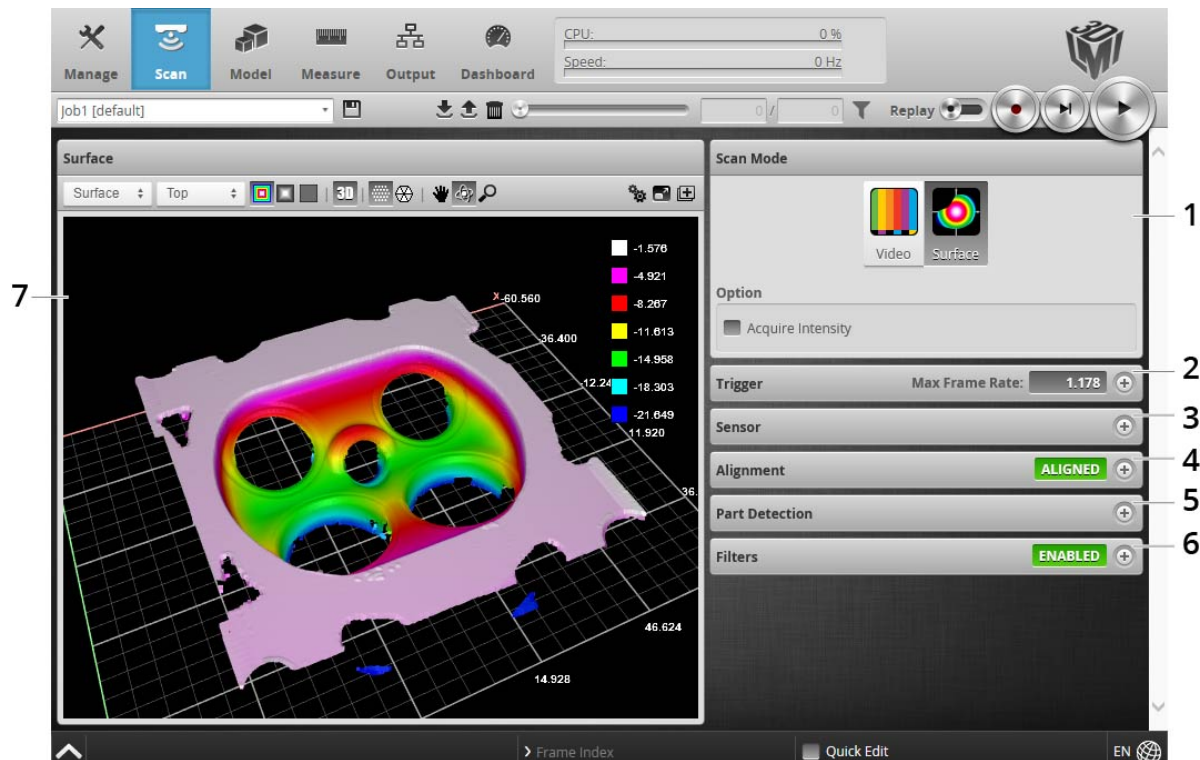 CPU: 0 %
Speed: 0 Hz
Manage Scan Model Measure Output Dashboard
Job1 [default]
0 / 0
Replay
Surface
Surface Top 3D
-1.576
-4.921
-8.267
-11.613
-14.958
-18.303
-21.649
X -60.560
36.400
-12.24
11.920
36.
46.624
14.928
7
Scan Mode
1
Video Surface
Option
Acquire Intensity
Trigger Max Frame Rate: 1.178
2
Sensor
3
Alignment ALIGNED
4
Part Detection
5
Filters ENABLED
6
Frame Index
Quick Edit
EN